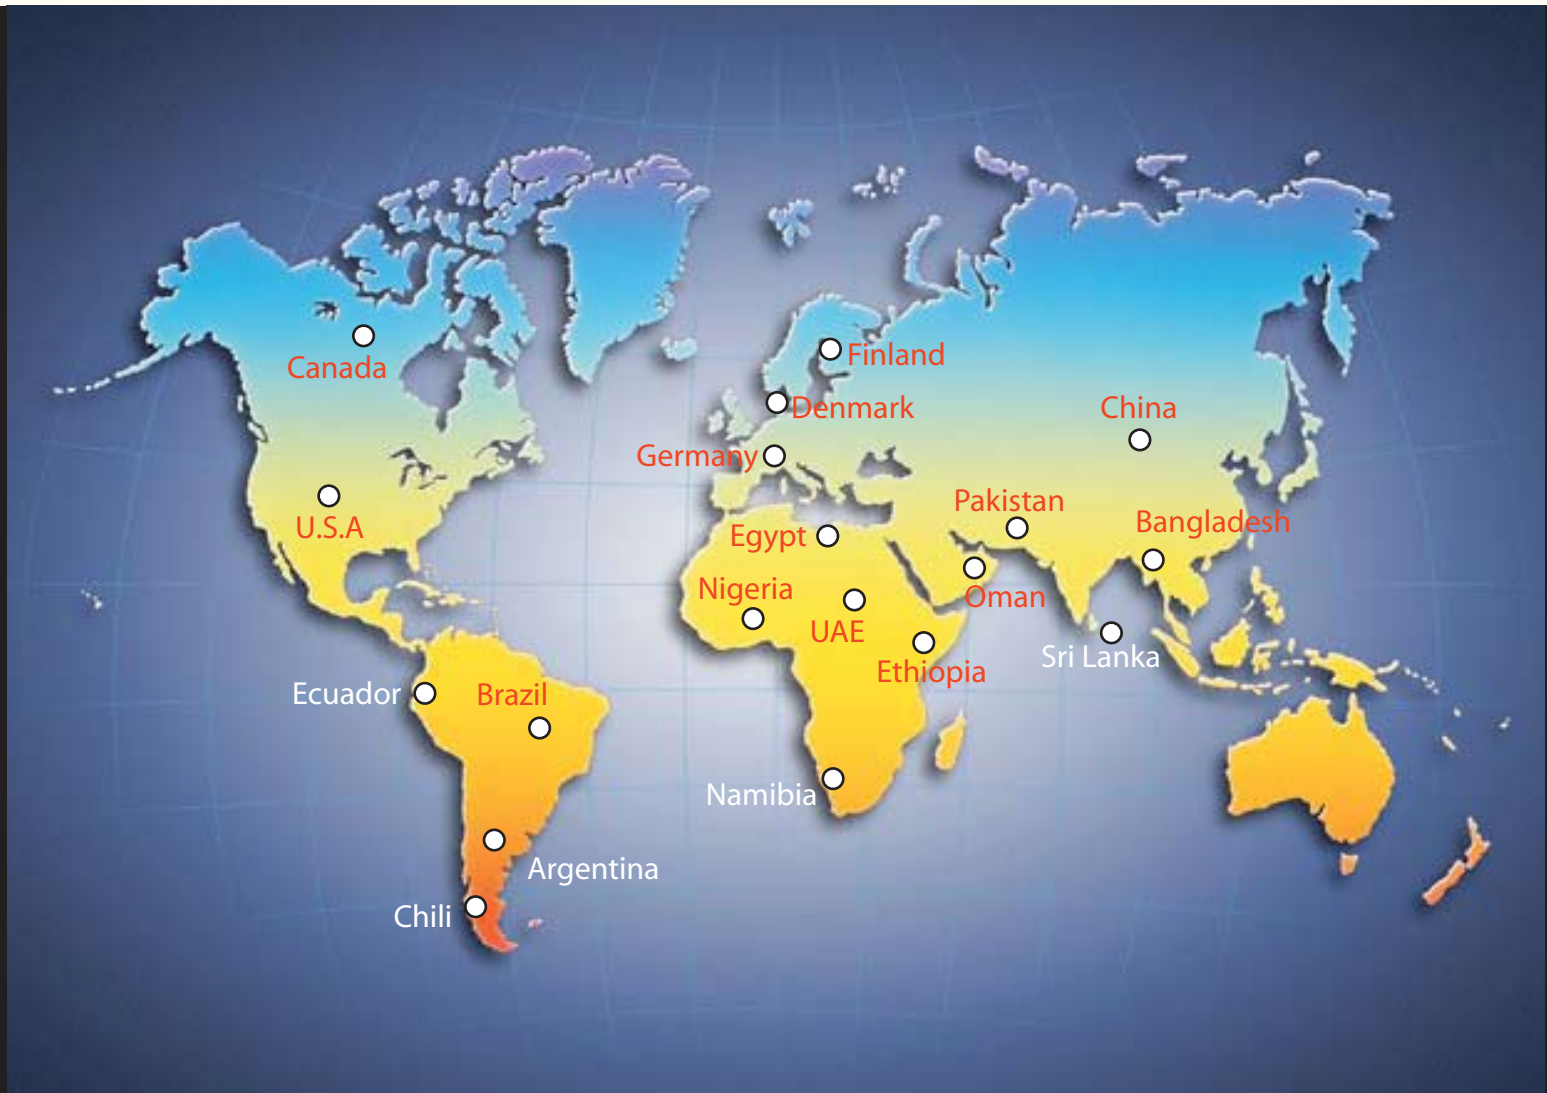 Canada
Finland
Denmark
China
Germany
Pakistan
U.S.A
Bangladesh
Egypt
Nigeria
Oman
UAE
Sri Lanka
Ethiopia
Ecuador
Brazil
Namibia
Argentina
Chili